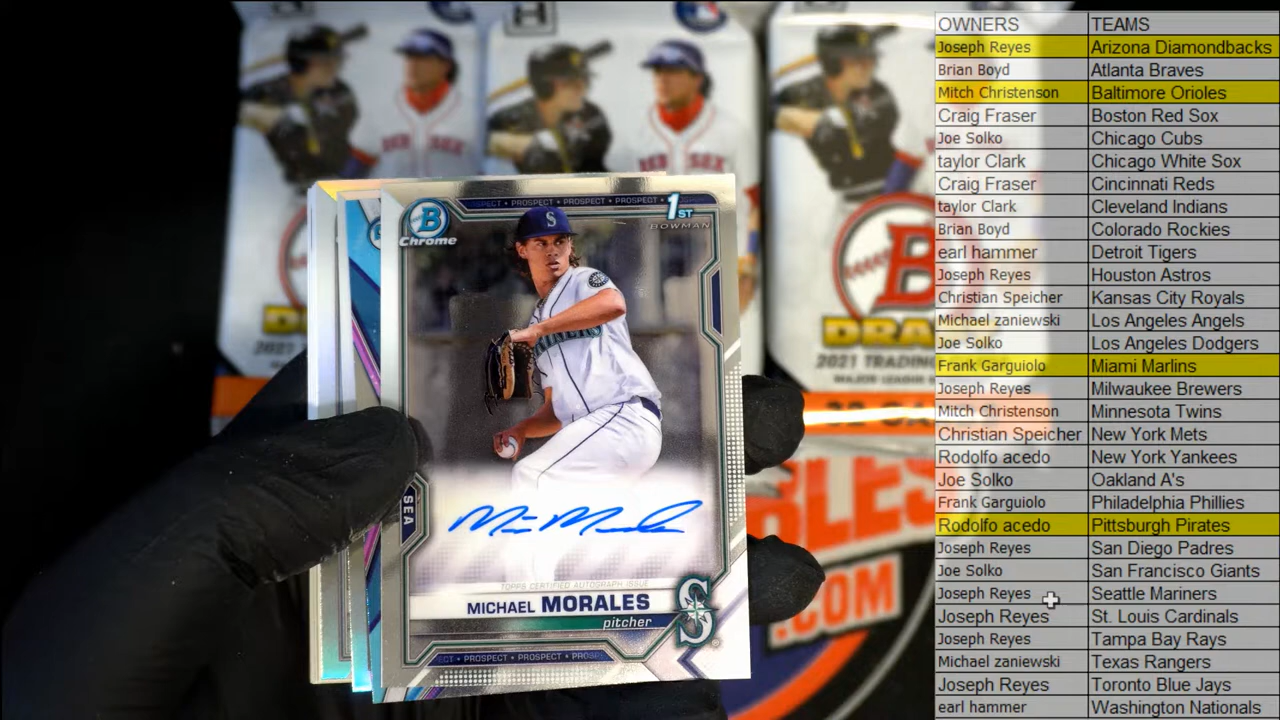 OWNERS TEAMS
Joseph Reyes Arizona Diamondbacks
Brian Boyd Atlanta Braves
Mitch Christenson Baltimore Orioles
Craig Fraser Boston Red Sox
Joe Solko Chicago Cubs
taylor Clark Chicago White Sox
Craig Fraser Cincinnati Reds
taylor Clark Cleveland Indians
Brian Boyd Colorado Rockies
earl hammer Detroit Tigers
Joseph Reyes Houston Astros
Christian Speicher Kansas City Royals
Michael zaniewski Los Angeles Angels
Joe Solko Los Angeles Dodgers
Frank Garguiolo Miami Marlins
Joseph Reyes Milwaukee Brewers
Mitch Christenson Minnesota Twins
Christian Speicher New York Mets
Rodolfo acedo New York Yankees
Joe Solko Oakland A's
Frank Garguiolo Philadelphia Phillies
Rodolfo acedo Pittsburgh Pirates
Joseph Reyes San Diego Padres
Joe Solko San Francisco Giants
Joseph Reyes Seattle Mariners
Joseph Reyes St. Louis Cardinals
Joseph Reyes Tampa Bay Rays
Michael zaniewski Texas Rangers
Joseph Reyes Toronto Blue Jays
earl hammer Washington Nationals
PROSPECT • PROSPECT • PROSPECT
B
Chrome
1ST
BOWMAN
S
SEA
TOPPS CERTIFIED AUTOGRAPH ISSUE
MICHAEL MORALES
pitcher
S
PROSPECT • PROSPECT
RED SOX
B
2021
.COM